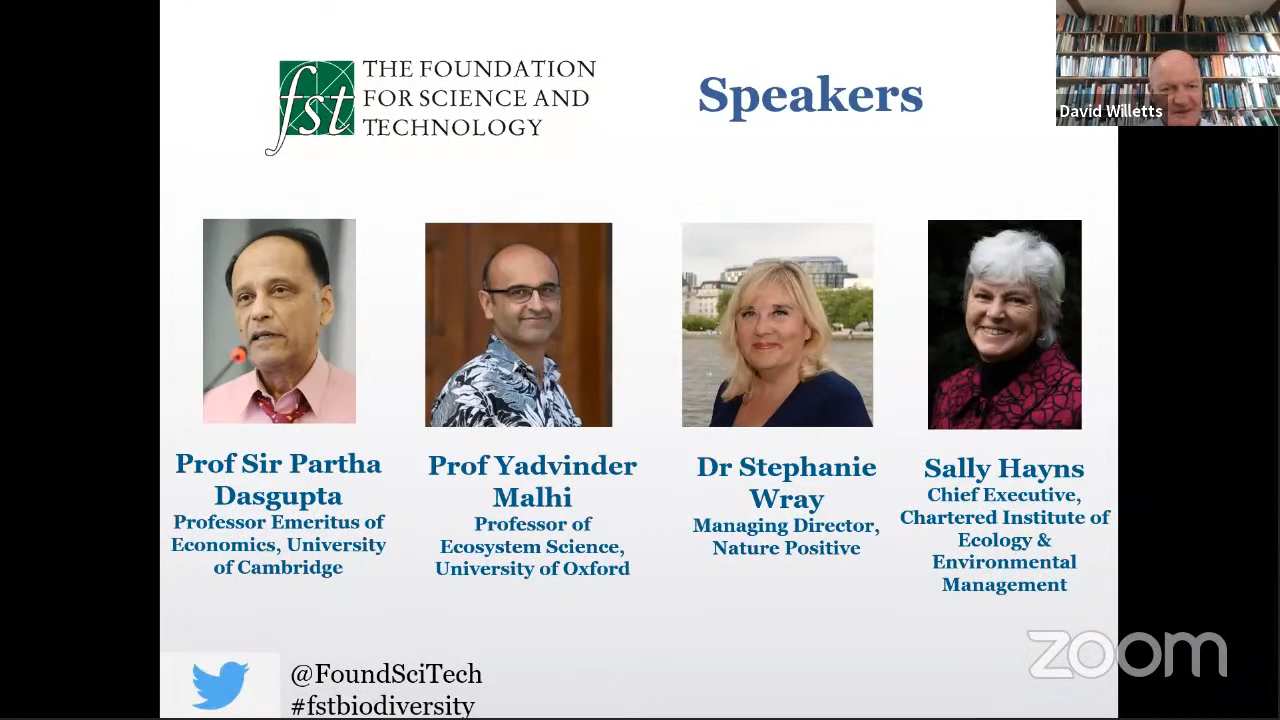 fst
THE FOUNDATION
FOR SCIENCE AND
TECHNOLOGY
Speakers
David Willetts
Prof Sir Partha
Dasgupta
Professor Emeritus of
Economics, University
of Cambridge
Prof Yadvinder
Malhi
Professor of
Ecosystem Science,
University of Oxford
Dr Stephanie
Wray
Managing Director,
Nature Positive
Sally Hayns
Chief Executive,
Chartered Institute of
Ecology &
Environmental
Management
@FoundSciTech
#fstbiodiversity
zoom